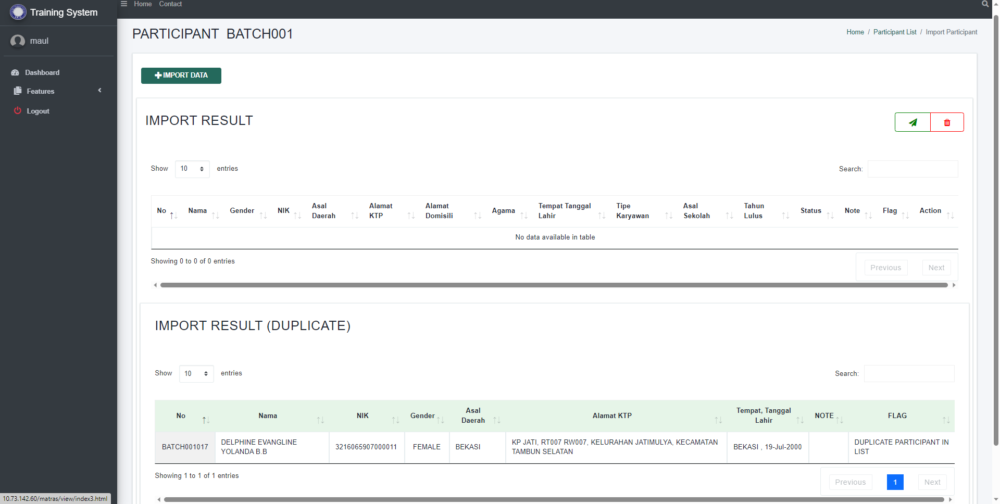 Training System
Home Contact
maul
Dashboard
Features
Logout
PARTICIPANT BATCH001
Home / Participant List / Import Participant
IMPORT DATA
IMPORT RESULT
Show 10 entries
Search:
No Nama Gender NIK Asal Daerah Alamat KTP Alamat Domisili Agama Tempat Tanggal Lahir Tipe Karyawan Asal Sekolah Tahun Lulus Status Note Flag Action
No data available in table
Showing 0 to 0 of 0 entries
Previous Next
IMPORT RESULT (DUPLICATE)
Show 10 entries
Search:
No Nama NIK Gender Asal Daerah Alamat KTP Tempat, Tanggal Lahir NOTE FLAG
BATCH001017 DELPHINE EVANGLINE YOLANDA B.B 3216065907000011 FEMALE BEKASI KP JATI, RT007 RW007, KELURAHAN JATIMULYA, KECAMATAN TAMBUN SELATAN BEKASI , 19-Jul-2000 DUPLICATE PARTICIPANT IN LIST
Showing 1 to 1 of 1 entries
Previous 1 Next
10.73.142.60/matras/view/index3.html